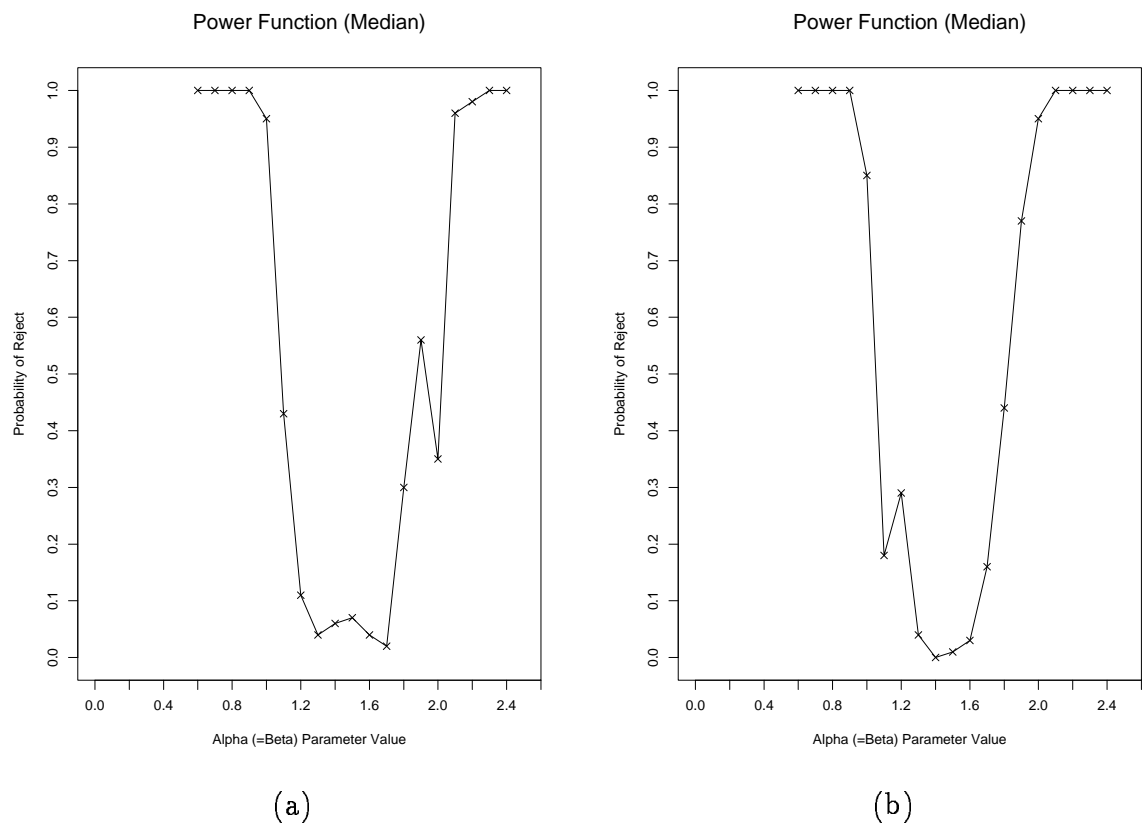 Power Function (Median)
Probability of Reject
1.0
0.9
0.8
0.7
0.6
0.5
0.4
0.3
0.2
0.1
0.0
0.0 0.4 0.8 1.2 1.6 2.0 2.4
Alpha (=Beta) Parameter Value
(a)
Power Function (Median)
Probability of Reject
1.0
0.9
0.8
0.7
0.6
0.5
0.4
0.3
0.2
0.1
0.0
0.0 0.4 0.8 1.2 1.6 2.0 2.4
Alpha (=Beta) Parameter Value
(b)